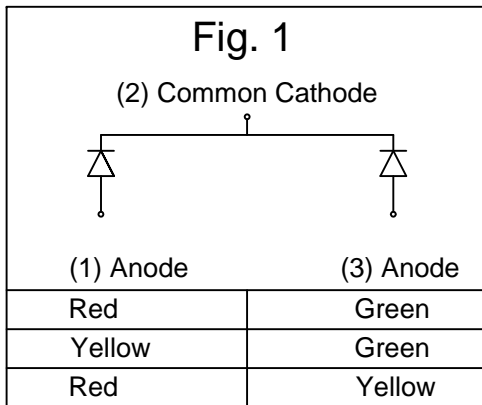 Fig. 1
(2) Common Cathode
(1) Anode (3) Anode
Red Green
Yellow Green
Red Yellow